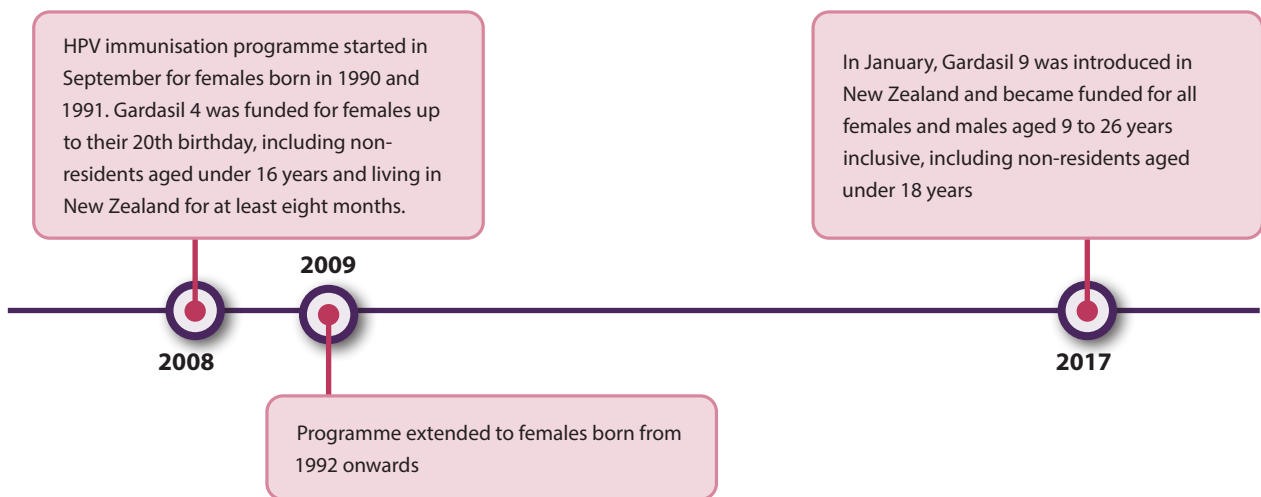 HPV immunisation programme started in
September for females born in 1990 and
1991. Gardasil 4 was funded for females up
to their 20th birthday, including non-
residents aged under 16 years and living in
New Zealand for at least eight months.
2008
2009
Programme extended to females born from
1992 onwards
In January, Gardasil 9 was introduced in
New Zealand and became funded for all
females and males aged 9 to 26 years
inclusive, including non-residents aged
under 18 years
2017